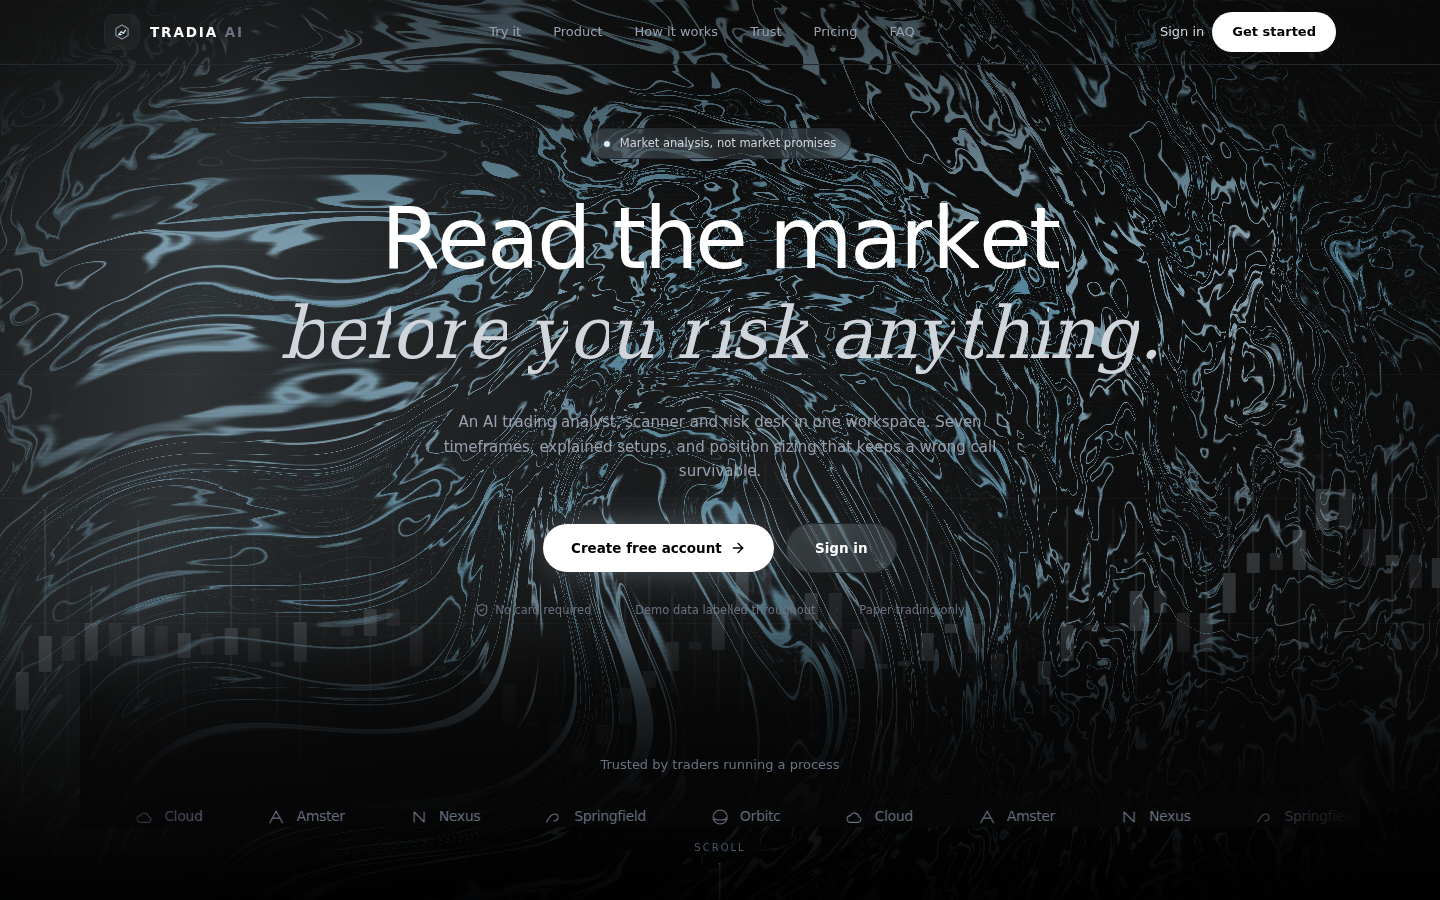 TRADIA AI
Try it
Product
How it works
Trust
Pricing
FAQ
Sign in
Get started
Market analysis, not market promises
Read the market
before you risk anything.
An AI trading analyst, scanner and risk desk in one workspace. Seven
timeframes, explained setups, and position sizing that keeps a wrong call
survivable.
Create free account
Sign in
No card required
Demo data labelled throughout
Paper-trading only
Trusted by traders running a process
Cloud
Amster
Nexus
Springfield
Orbitc
Cloud
Amster
Nexus
Springfiel
SCROLL